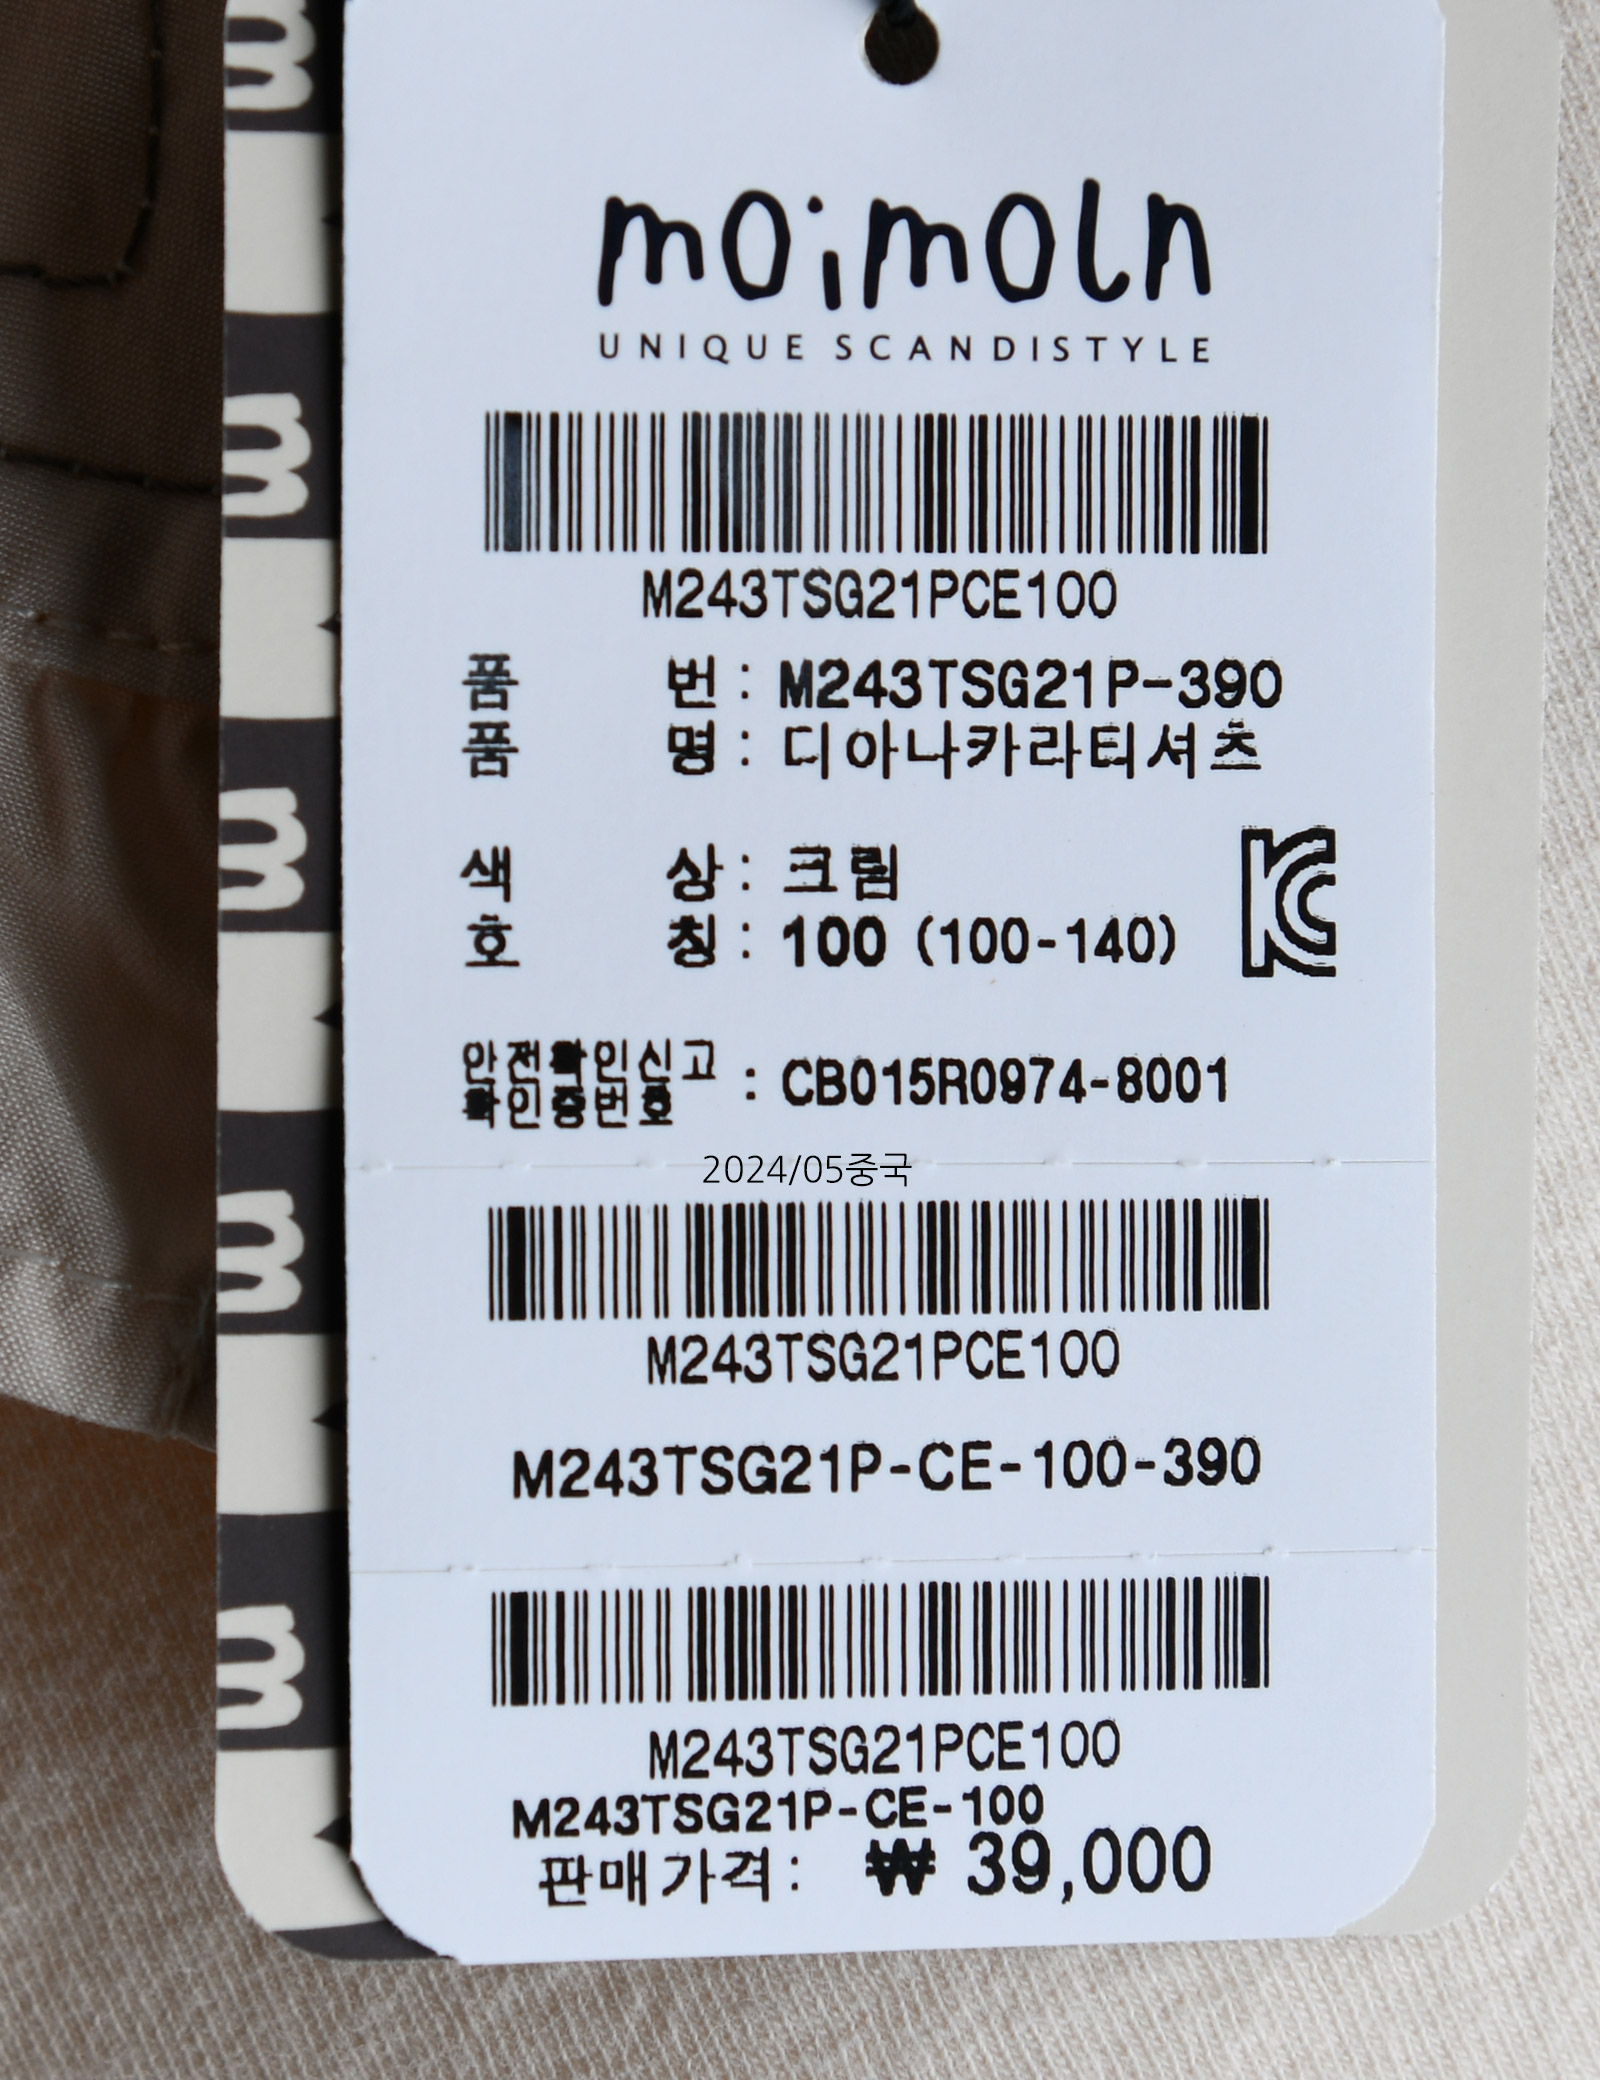 moimoln
UNIQUE SCANDISTYLE
M243TSG21PCE100
품 번 : M243TSG21P-390
품 명 : 디아나카라티셔츠
색 상 : 크림
호 칭 : 100 (100-140)
안전확인신고
확인증번호 : CB015R0974-8001
2024/05중국
M243TSG21PCE100
M243TSG21P-CE-100-390
M243TSG21PCE100
M243TSG21P-CE-100
판매가격: ₩ 39,000